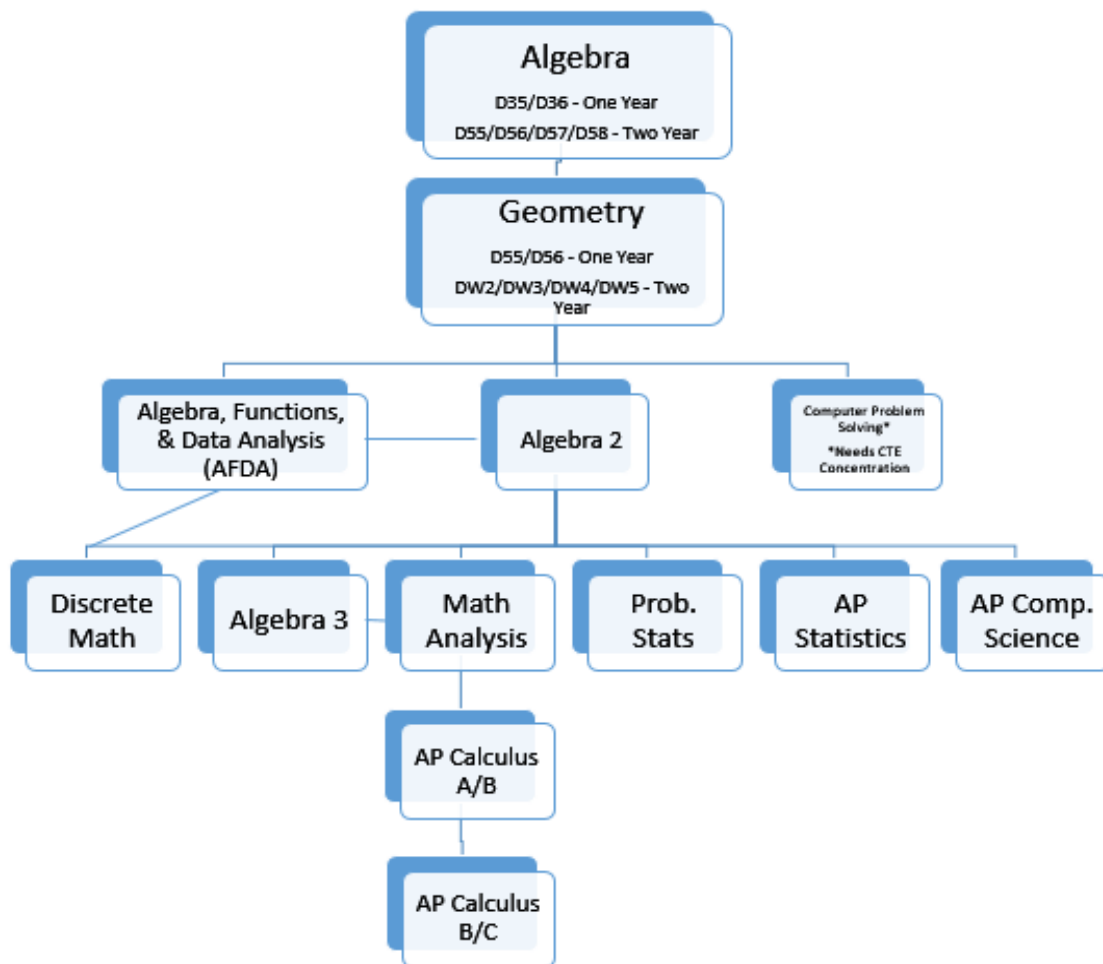 Algebra
D35/D36 - One Year
D55/D56/D57/D58 - Two Year
Geometry
D55/D56 - One Year
DW2/DW3/DW4/DW5 - Two
Year
Algebra, Functions,
& Data Analysis
(AFDA)
Algebra 2
Computer Problem
Solving*
*Needs CTE
Concentration
Discrete
Math
Algebra 3
Math
Analysis
Prob.
Stats
AP
Statistics
AP Comp.
Science
AP Calculus
A/B
AP Calculus
B/C